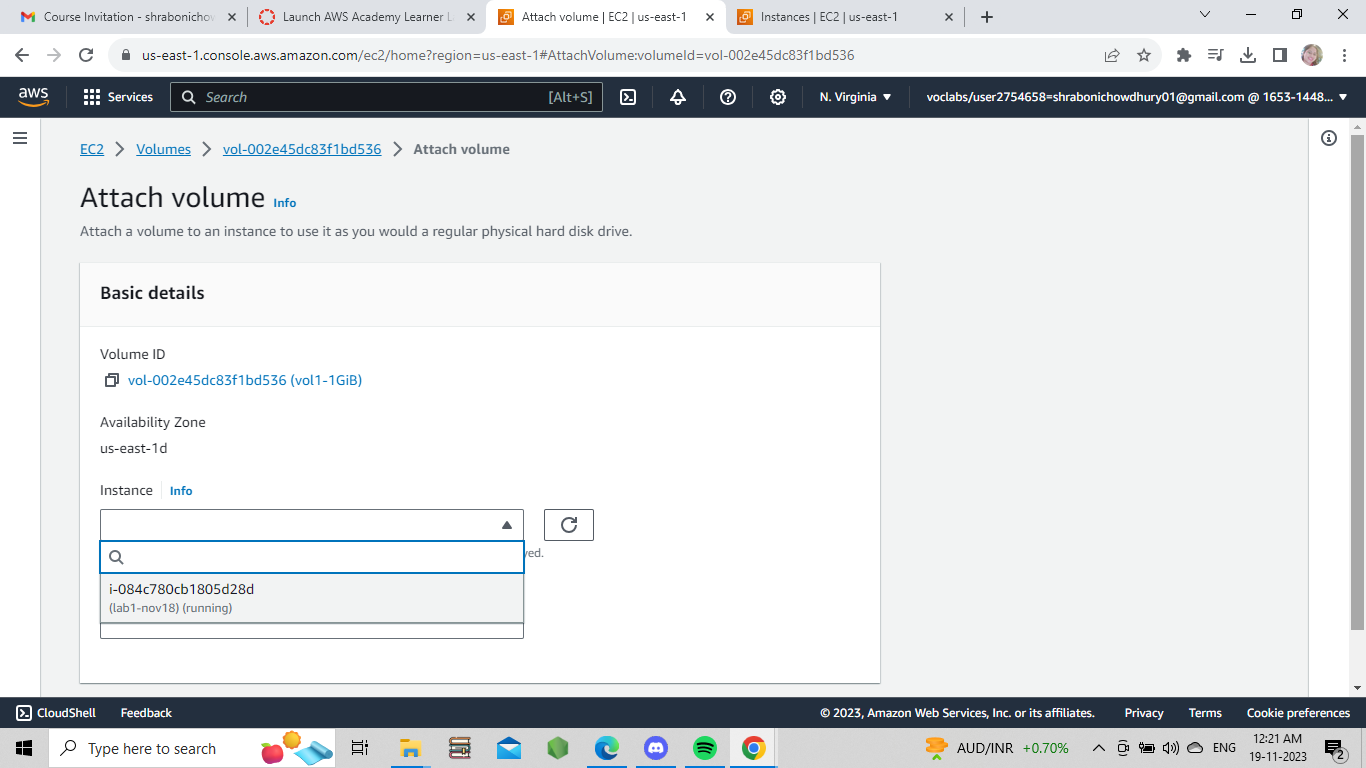 Course Invitation - shrabonichow
Launch AWS Academy Learner L
Attach volume | EC2 | us-east-1
Instances | EC2 | us-east-1
us-east-1.console.aws.amazon.com/ec2/home?region=us-east-1#AttachVolume:volumeId=vol-002e45dc83f1bd536
aws
Services
Search
[Alt+S]
N. Virginia
voclabs/user2754658=shrabonichowdhury01@gmail.com @ 1653-1448...
EC2
Volumes
vol-002e45dc83f1bd536
Attach volume
Attach volume Info
Attach a volume to an instance to use it as you would a regular physical hard disk drive.
Basic details
Volume ID
vol-002e45dc83f1bd536 (vol1-1GiB)
Availability Zone
us-east-1d
Instance Info
ved.
i-084c780cb1805d28d
(lab1-nov18) (running)
CloudShell
Feedback
© 2023, Amazon Web Services, Inc. or its affiliates.
Privacy
Terms
Cookie preferences
Type here to search
AUD/INR +0.70%
ENG
12:21 AM
19-11-2023
2